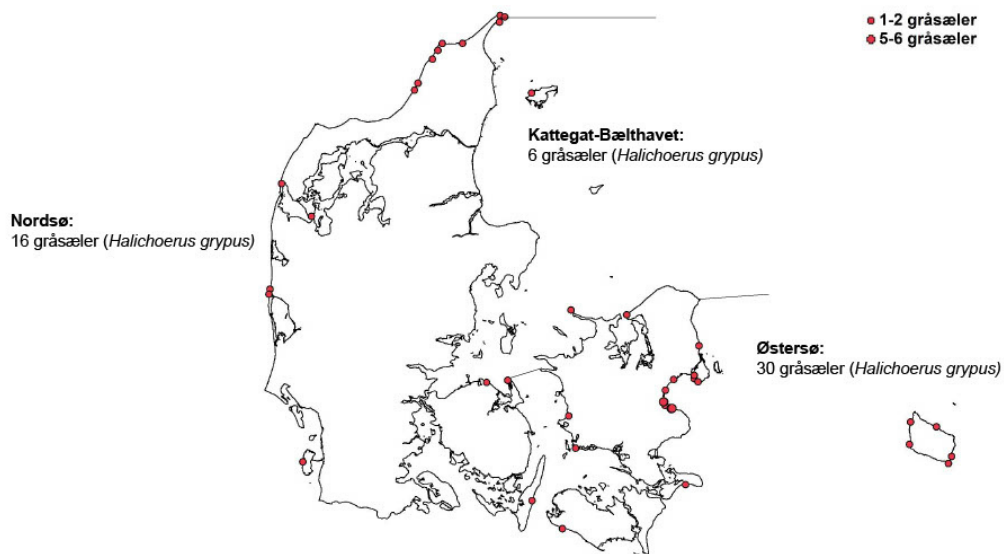 1-2 gråsæler
5-6 gråsæler
Kattegat-Bælthavet:
6 gråsæler (Halichoerus grypus)
Nordsø:
16 gråsæler (Halichoerus grypus)
Østersø:
30 gråsæler (Halichoerus grypus)